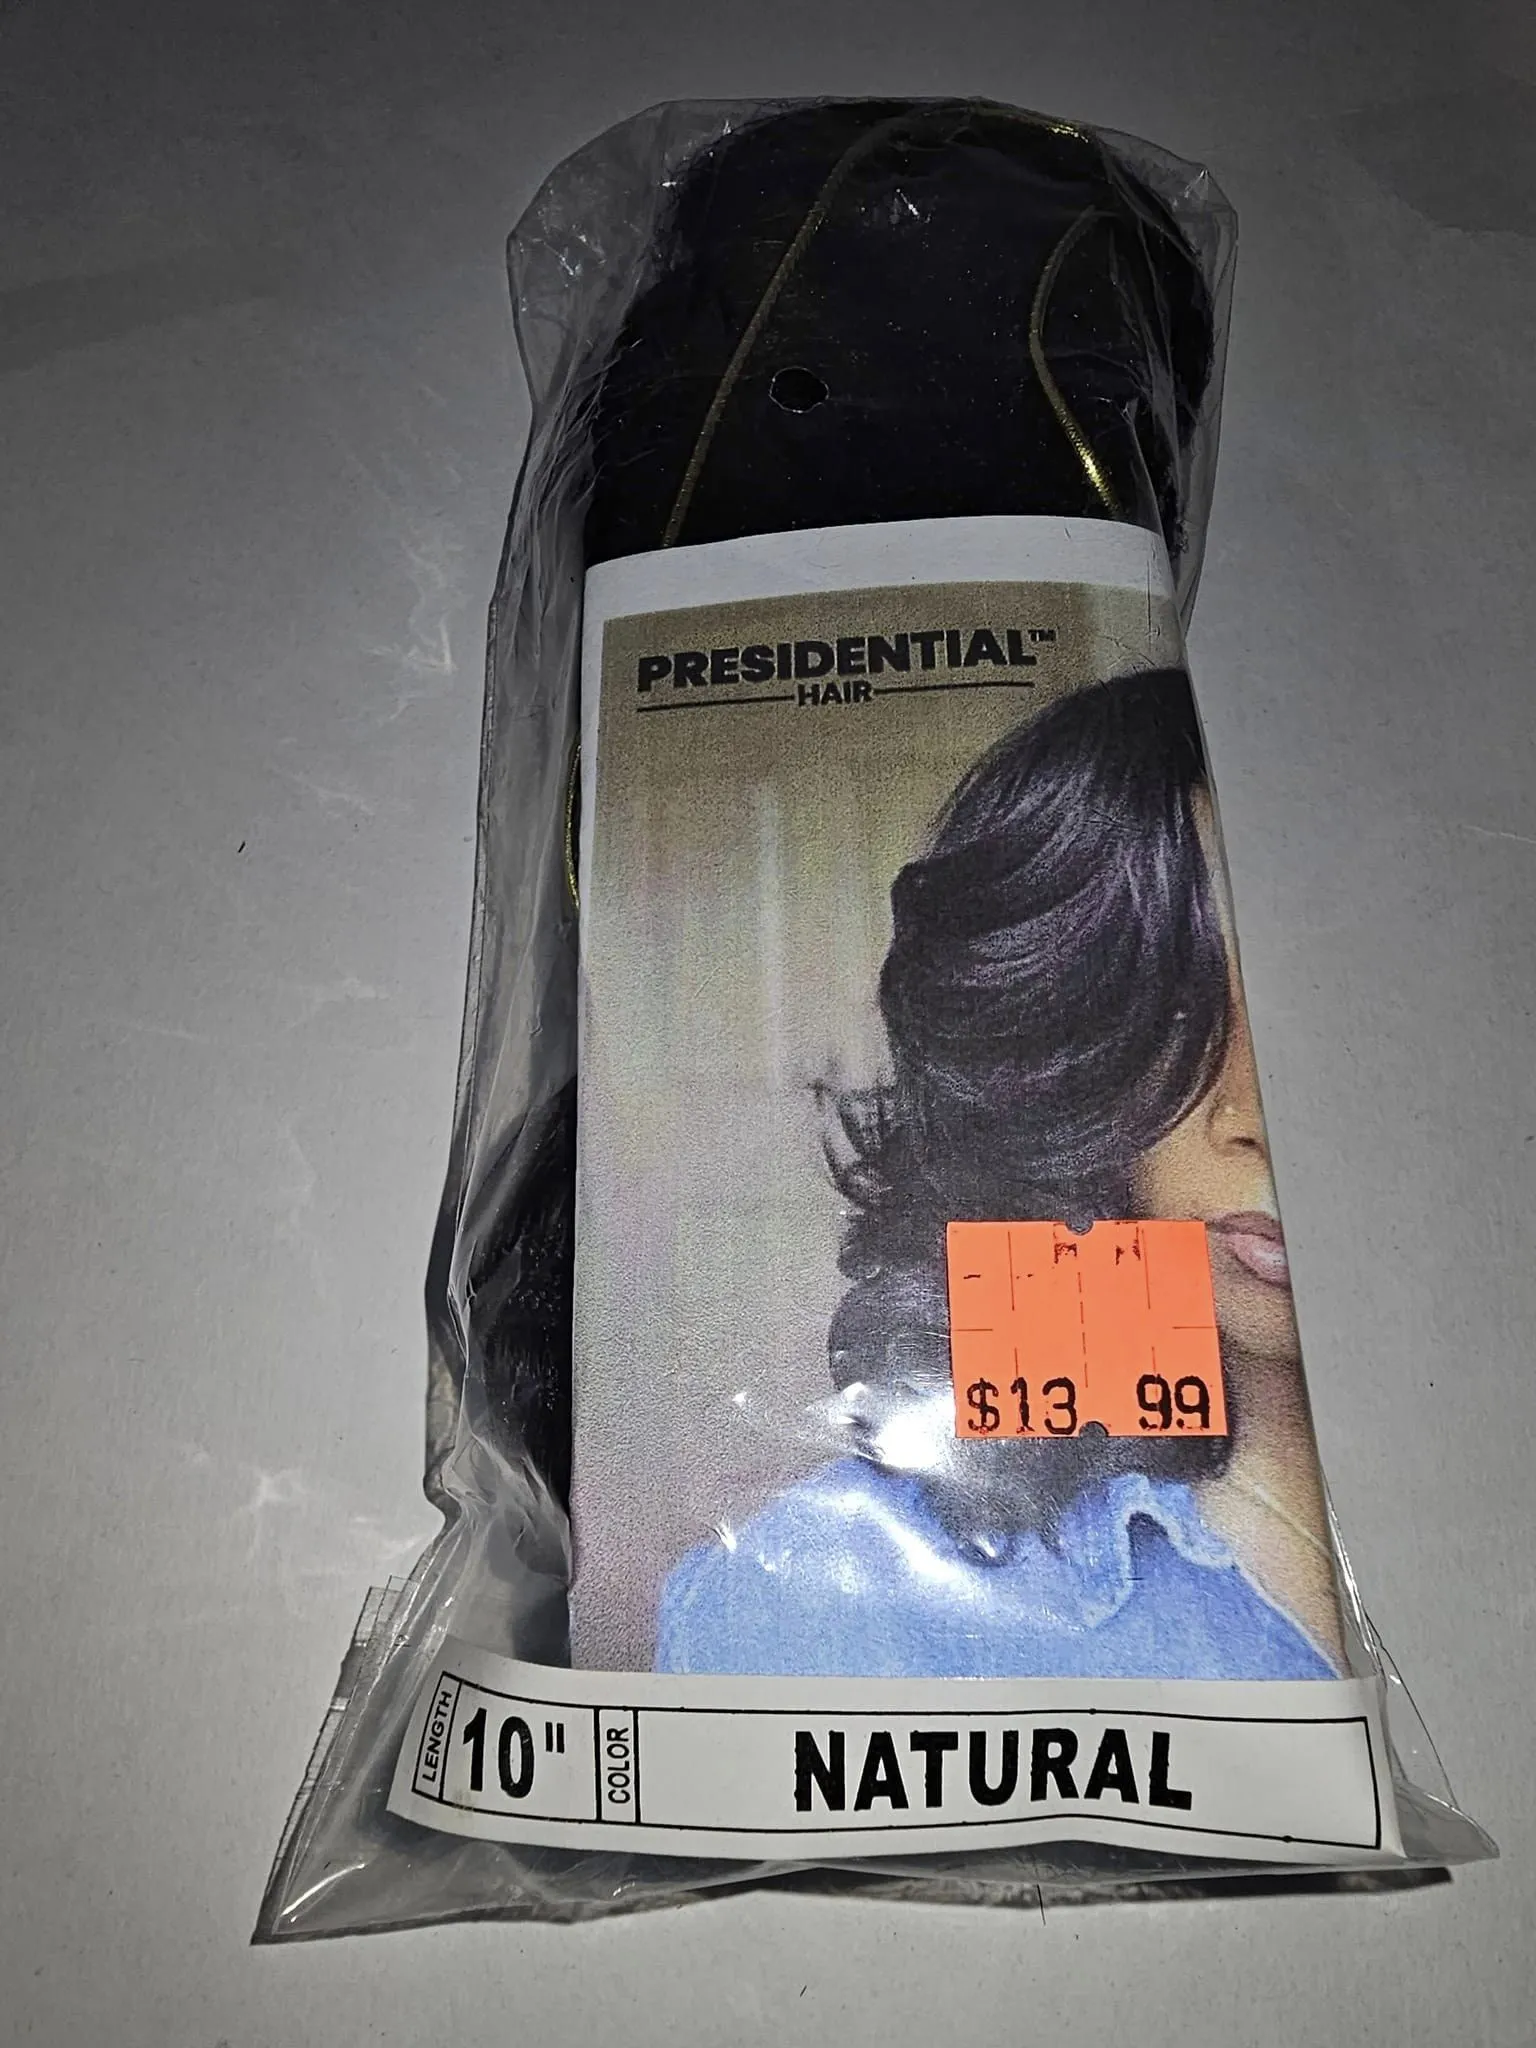 PRESIDENTIAL™
HAIR
$13 99
LENGTH
10"
COLOR
NATURAL